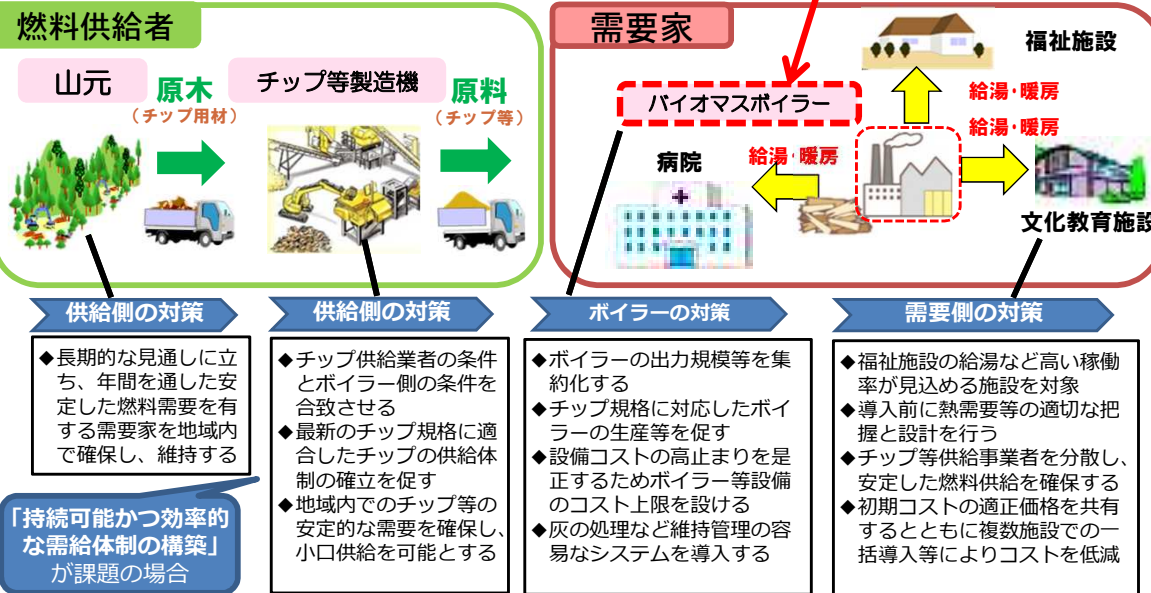 燃料供給者
山元
原木
（チップ用材）
チップ等製造機
原料
（チップ等）
需要家
バイオマスボイラー
福祉施設
給湯・暖房
給湯・暖房
病院
給湯・暖房
文化教育施設
供給側の対策
◆長期的な見通しに立
ち、年間を通した安
定した燃料需要を有
する需要家を地域内
で確保し、維持する
「持続可能かつ効率的
な需給体制の構築」
が課題の場合
供給側の対策
◆チップ供給業者の条件
とボイラー側の条件を
合致させる
◆最新のチップ規格に適
合したチップの供給体
制の確立を促す
◆地域内でのチップ等の
安定的な需要を確保し、
小口供給を可能とする
ボイラーの対策
◆ボイラーの出力規模等を集
約化する
◆チップ規格に対応したボイ
ラーの生産等を促す
◆設備コストの高止まりを是
正するためボイラー等設備
のコスト上限を設ける
◆灰の処理など維持管理の容
易なシステムを導入する
需要側の対策
◆福祉施設の給湯など高い稼働
率が見込める施設を対象
◆導入前に熱需要等の適切な把
握と設計を行う
◆チップ等供給事業者を分散し、
安定した燃料供給を確保する
◆初期コストの適正価格を共有
するとともに複数施設での一
括導入等によりコストを低減